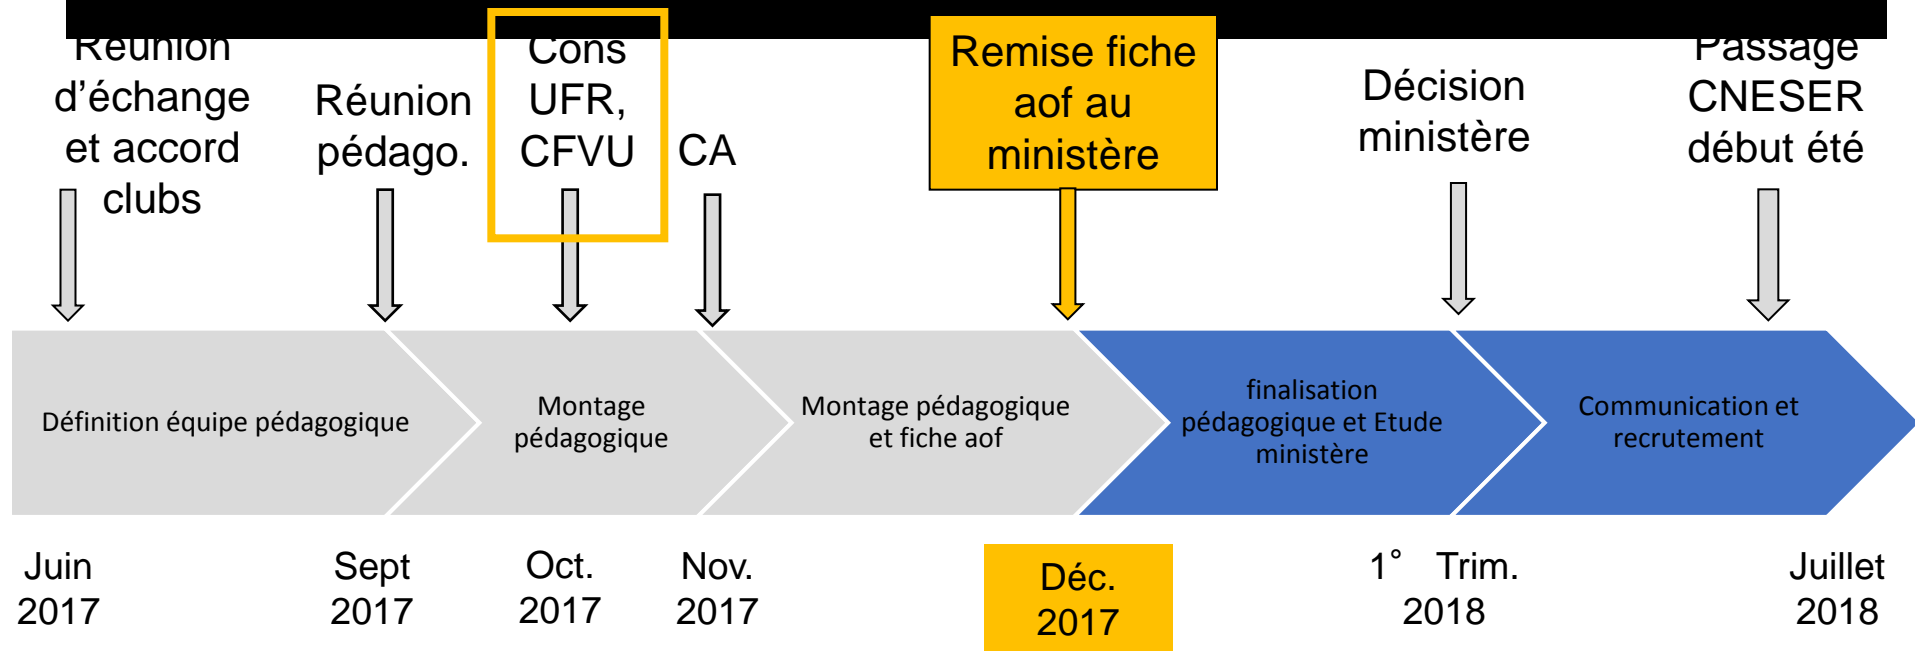 Réunion
d'échange
et accord
clubs
Réunion
pédago.
Cons
UFR,
CFVU
CA
Remise fiche
aof au
ministère
Décision
ministère
Passage
CNESER
début été
Définition équipe pédagogique
Montage
pédagogique
Montage pédagogique
et fiche aof
finalisation
pédagogique et Etude
ministère
Communication et
recrutement
Juin
2017
Sept
2017
Oct.
2017
Nov.
2017
Déc.
2017
1° Trim.
2018
Juillet
2018